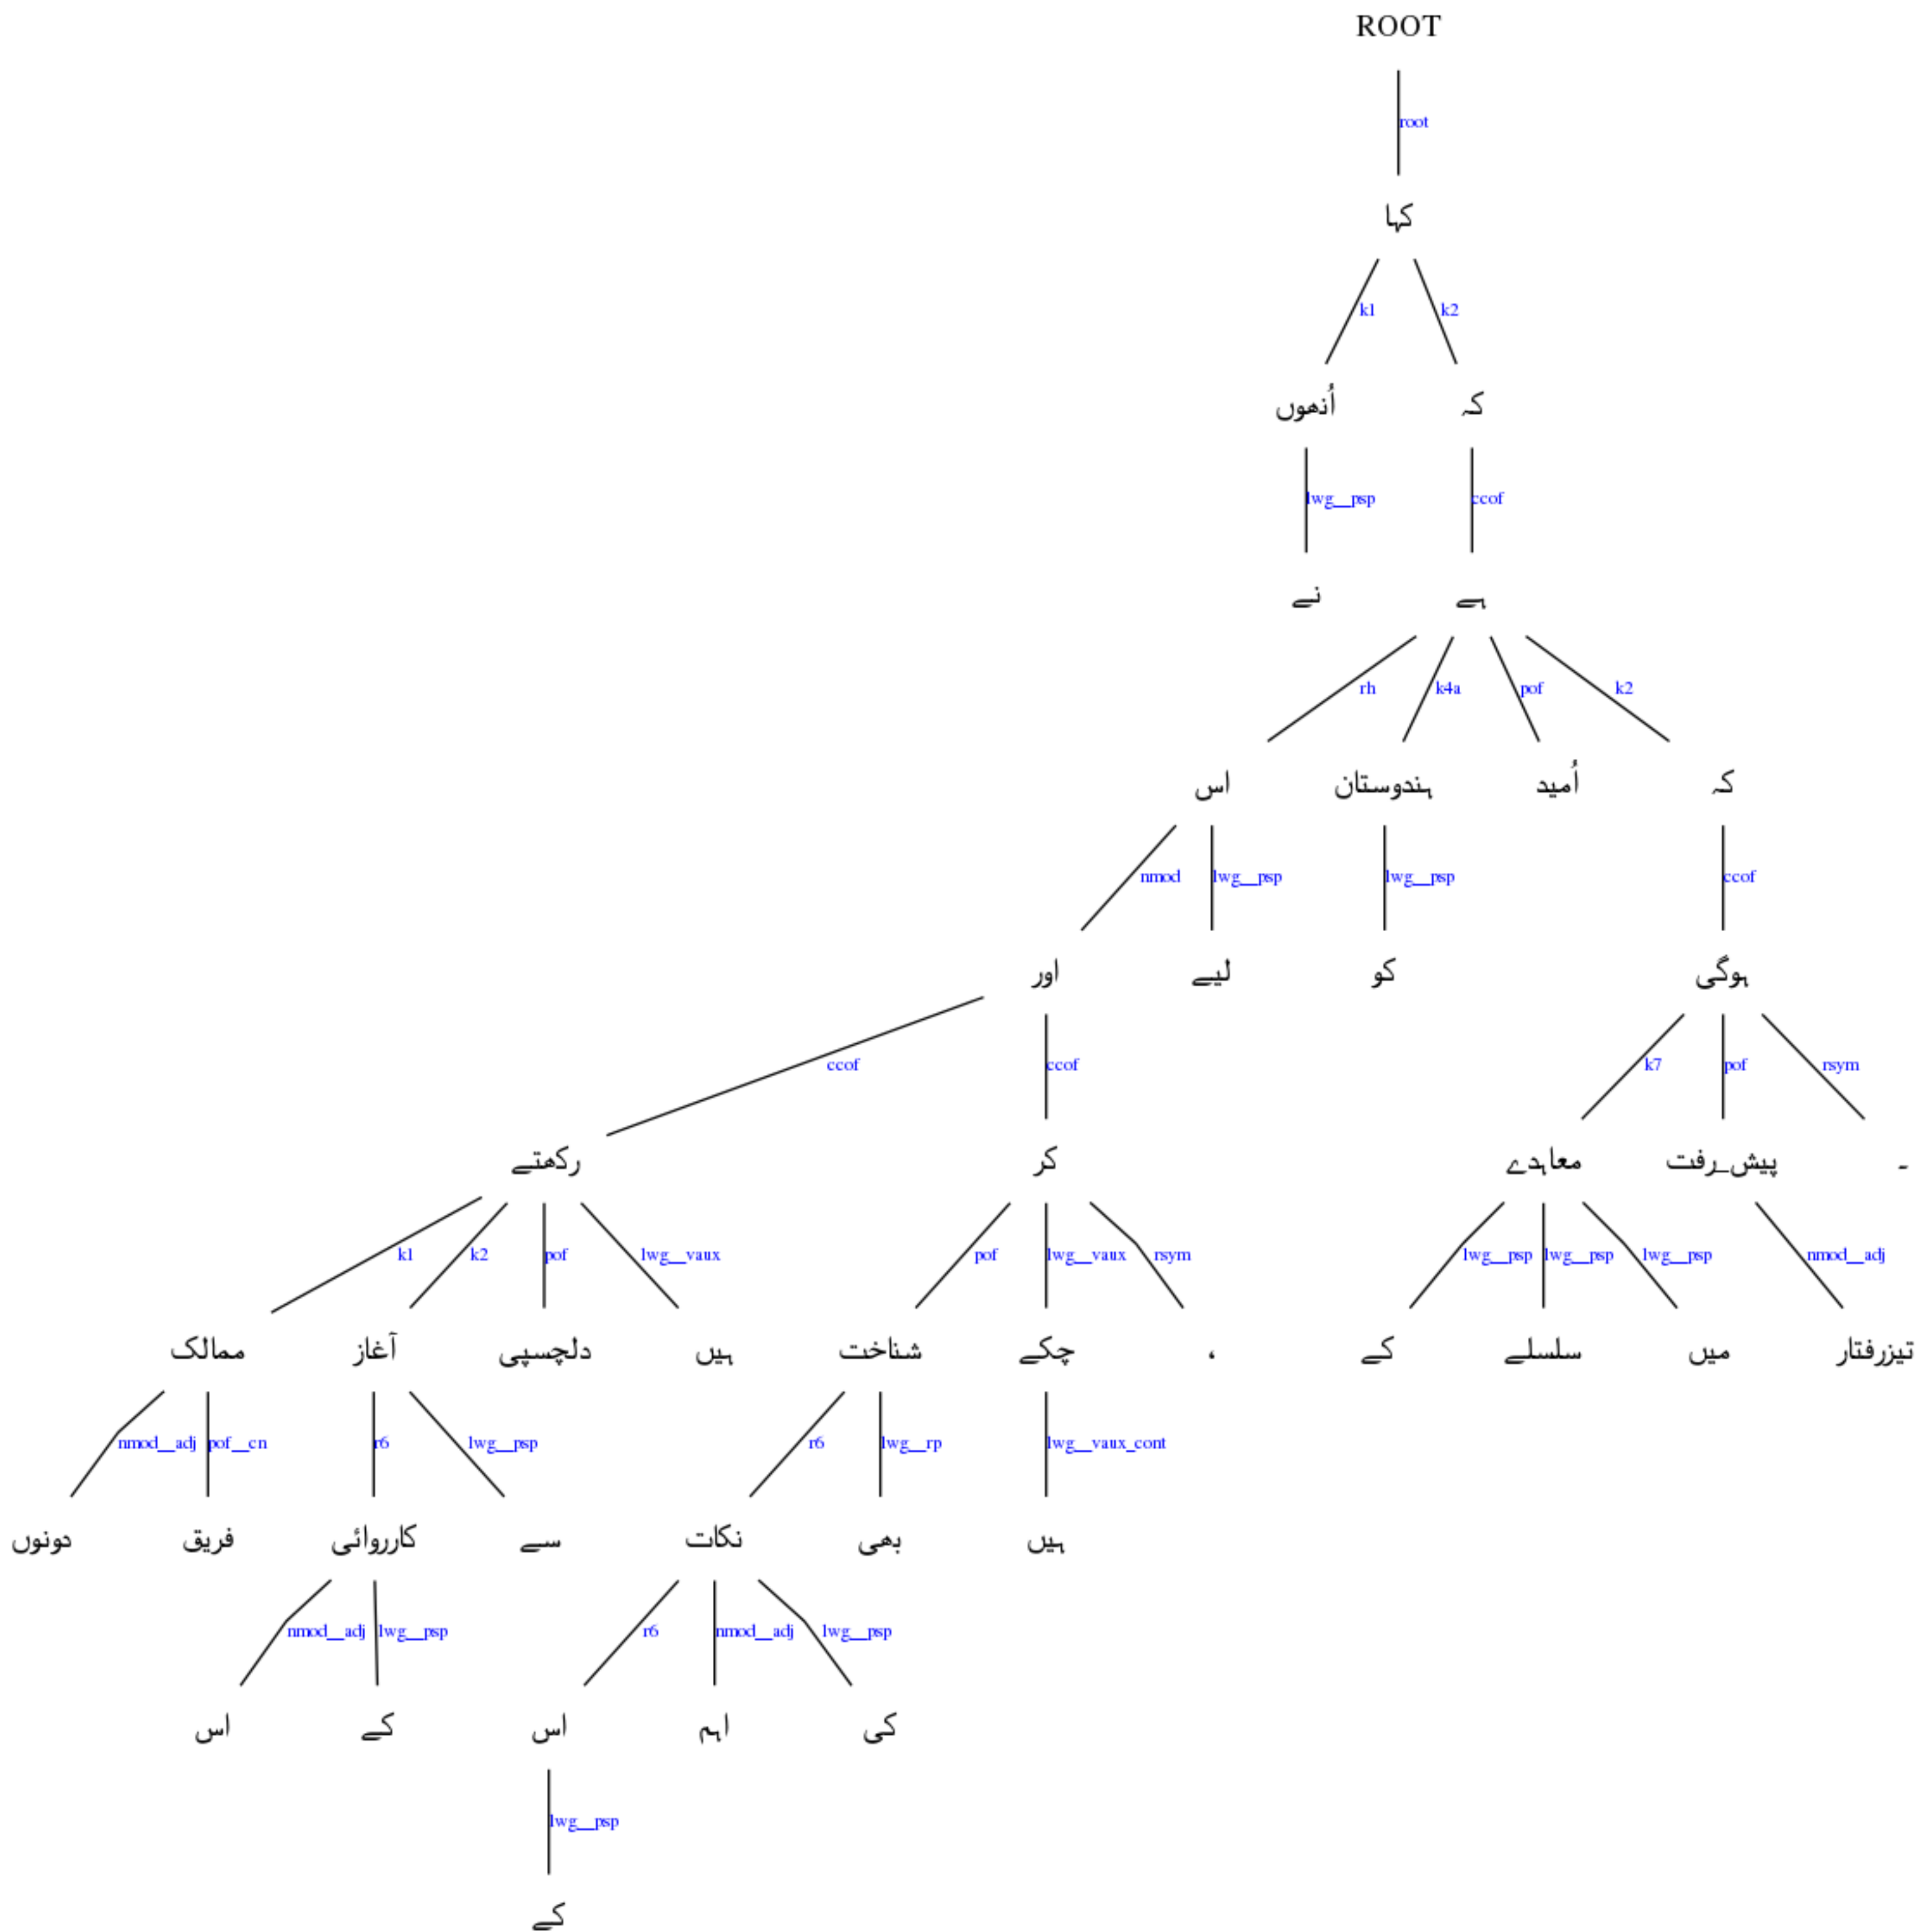 ROOT
root
کہا
k1 k2
اُنھوں کہ
lwg__psp ccof
نے ہے
rh k4a pof k2
اس ہندوستان اُمید کہ
nmod lwg__psp lwg__psp ccof
اور لیے کو ہوگی
ccof ccof k7 pof rsym
رکھتے کر معاہدے پیش_رفت ۔
k1 k2 pof lwg__vaux pof lwg__vaux rsym lwg__psp lwg__psp lwg__psp nmod__adj
ممالک آغاز دلچسپی ہیں شناخت چکے ، کے سلسلے میں تیزرفتار
nmod__adj pof__cn r6 lwg__psp r6 lwg__rp lwg__vaux_cont
دونوں فریق کارروائی سے نکات بھی ہیں
nmod__adj lwg__psp r6 nmod__adj lwg__psp
اس کے اس اہم کی
lwg__psp
کے